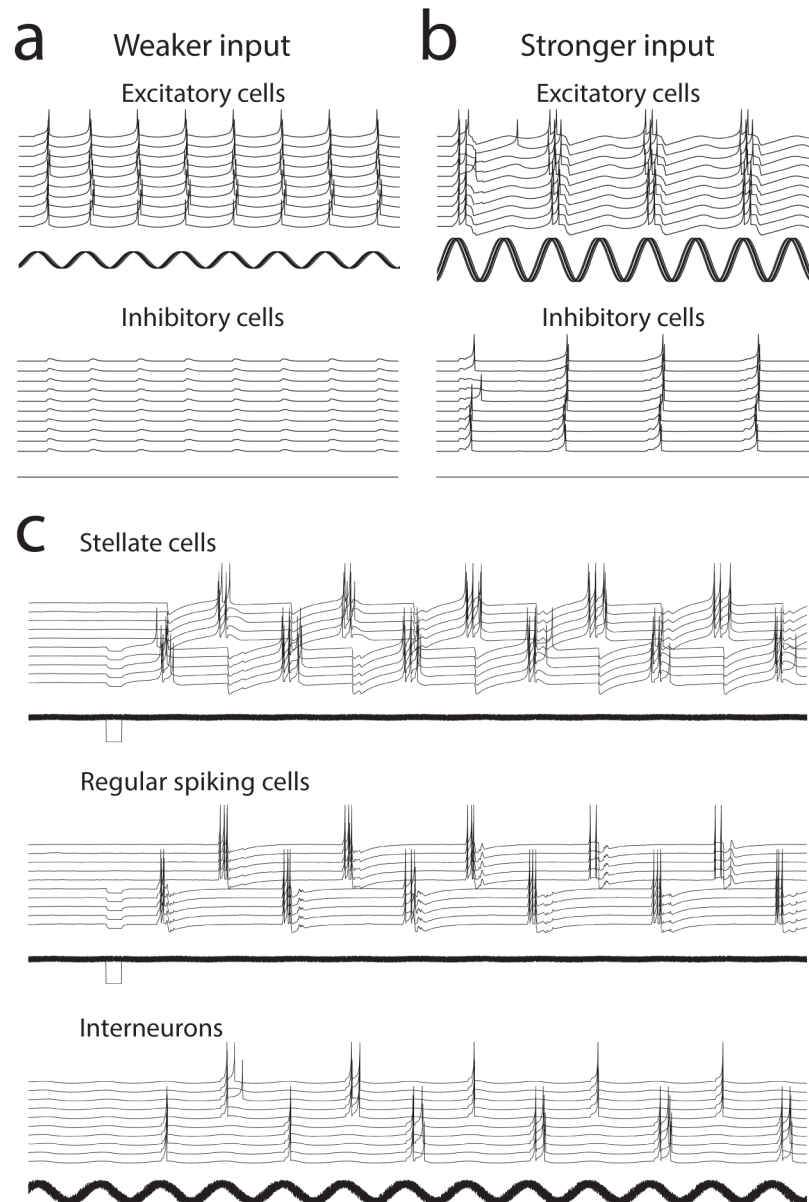 a Weaker input
Excitatory cells
Inhibitory cells
b Stronger input
Excitatory cells
Inhibitory cells
c
Stellate cells
Regular spiking cells
Interneurons